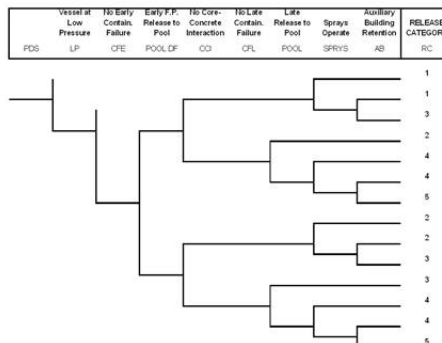 Vessel at Low Pressure
No Early Contain. Failure
Early F.P. Release to Pool
No Core-Concrete Interaction
No Late Contain. Failure
Late Release to Pool
Sprays Operate
Auxiliary Building Retention
RELEASE CATEGOR
PDS LP CFE POOL DF CCI CFL POOL SPRYS AB RC
1
1
3
2
4
4
5
2
2
3
3
4
4
5